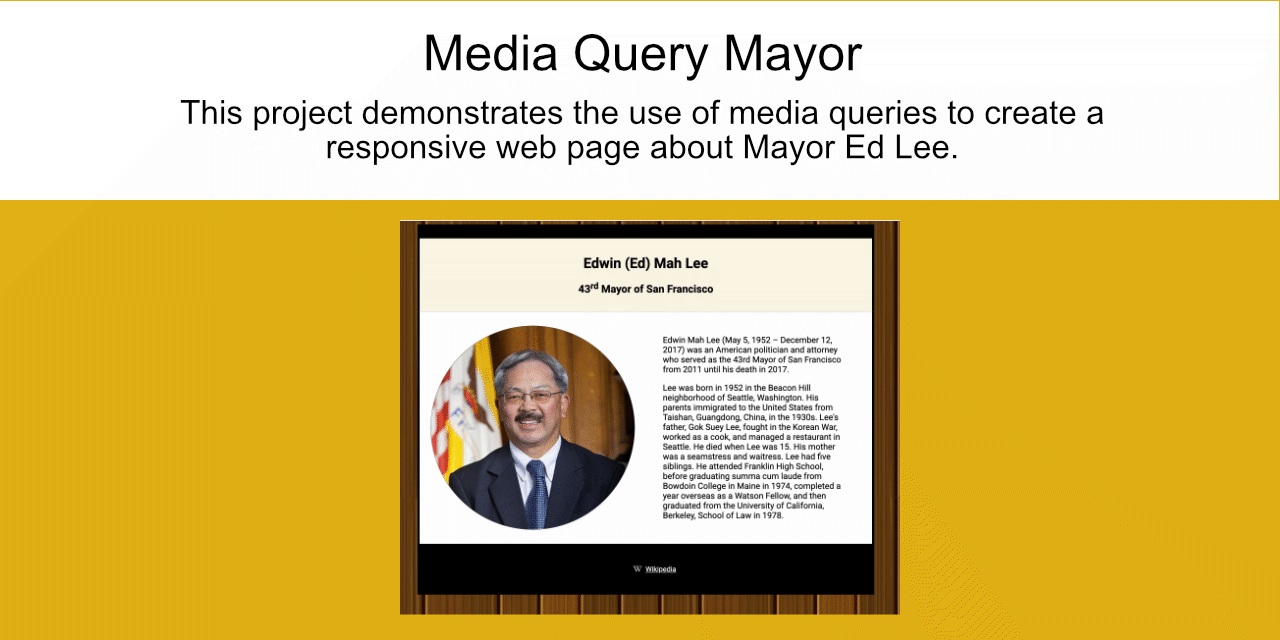 Media Query Mayor
This project demonstrates the use of media queries to create a
responsive web page about Mayor Ed Lee.
Edwin (Ed) Mah Lee
43rd Mayor of San Francisco
Edwin Mah Lee (May 5, 1952 – December 12,
2017) was an American politician and attorney
who served as the 43rd Mayor of San Francisco
from 2011 until his death in 2017.
Lee was born in 1952 in the Beacon Hill
neighborhood of Seattle, Washington. His
parents immigrated to the United States from
Taishan, Guangdong, China, in the 1930s. Lee's
father, Gok Suey Lee, fought in the Korean War,
worked as a cook, and managed a restaurant in
Seattle. He died when Lee was 15. His mother
was a seamstress and waitress. Lee had five
siblings. He attended Franklin High School,
before graduating summa cum laude from
Bowdoin College in Maine in 1974, completed a
year overseas as a Watson Fellow, and then
graduated from the University of California,
Berkeley, School of Law in 1978.
W Wikipedia